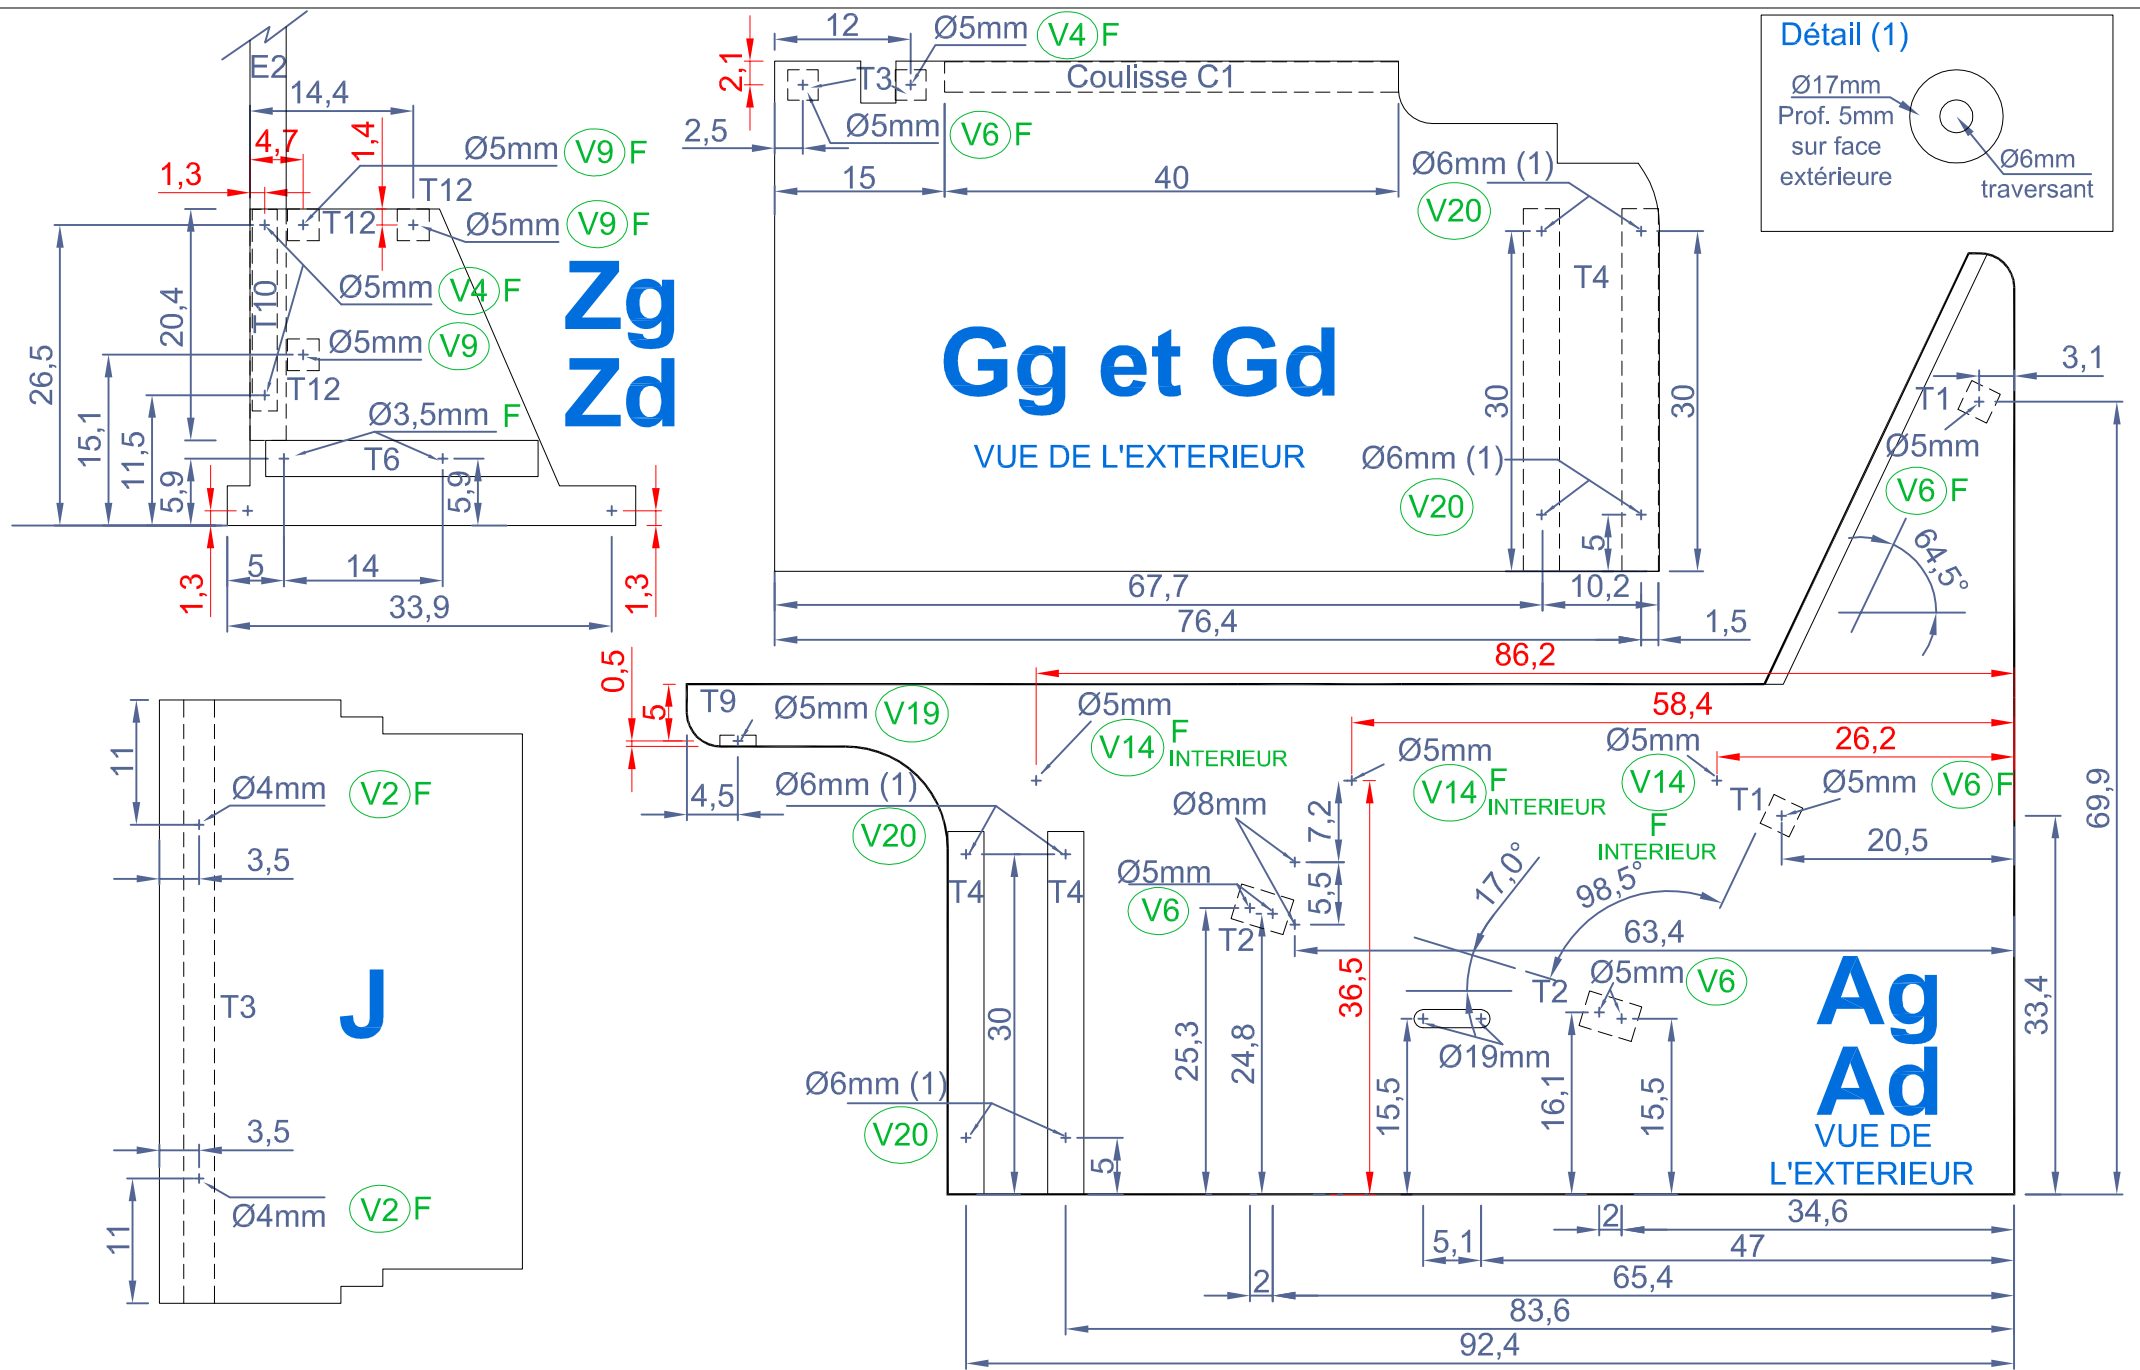 E2
14,4
4,7
1,4
1,3
Ø5mm V9 F
T12
T12
Ø5mm V9 F
20,4
T10
Ø5mm V4 F
26,5
Ø5mm V9
T12
15,1
11,5
Ø3,5mm F
T6
5,9
5,9
5
14
1,3
33,9
1,3
Zg
Zd
12
Ø5mm V4 F
2,1
T3
Coulisse C1
Ø5mm V6 F
2,5
15
40
Ø6mm (1)
V20
T4
30
30
Gg et Gd
VUE DE L'EXTERIEUR
Ø6mm (1)
V20
5
67,7
10,2
76,4
1,5
Détail (1)
Ø17mm
Prof. 5mm
sur face
extérieure
Ø6mm
traversant
11
Ø4mm V2 F
3,5
T3
J
3,5
Ø4mm V2 F
11
3,1
T1
Ø5mm
V6 F
64,5°
86,2
0,5
5
T9
Ø5mm V19
58,4
Ø5mm
V14 F
INTERIEUR
26,2
Ø5mm
V14 F
INTERIEUR
Ø5mm
V14
F
INTERIEUR
T1
Ø5mm V6 F
4,5
Ø6mm (1)
V20
Ø8mm
7,2
20,5
69,9
Ø5mm
V6
T4
T4
5,5
17,0°
98,5°
T2
63,4
Ø5mm V6
T2
36,5
33,4
30
25,3
24,8
Ø19mm
15,5
16,1
15,5
Ø6mm (1)
V20
5
Ag
Ad
VUE DE
L'EXTERIEUR
2
34,6
5,1
47
2
65,4
83,6
92,4